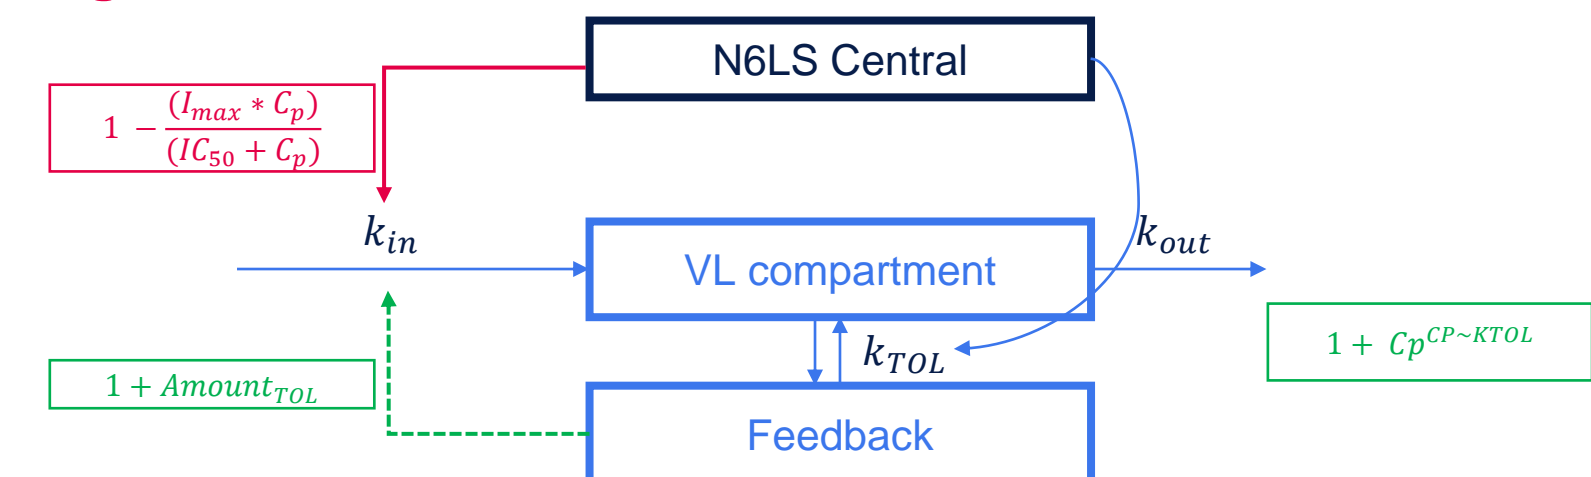 N6LS Central
1 − (I_max * C_p) / (IC_50 + C_p)
k_in
VL compartment
k_out
k_TOL
1 + Cp^{CP~KTOL}
1 + Amount_TOL
Feedback